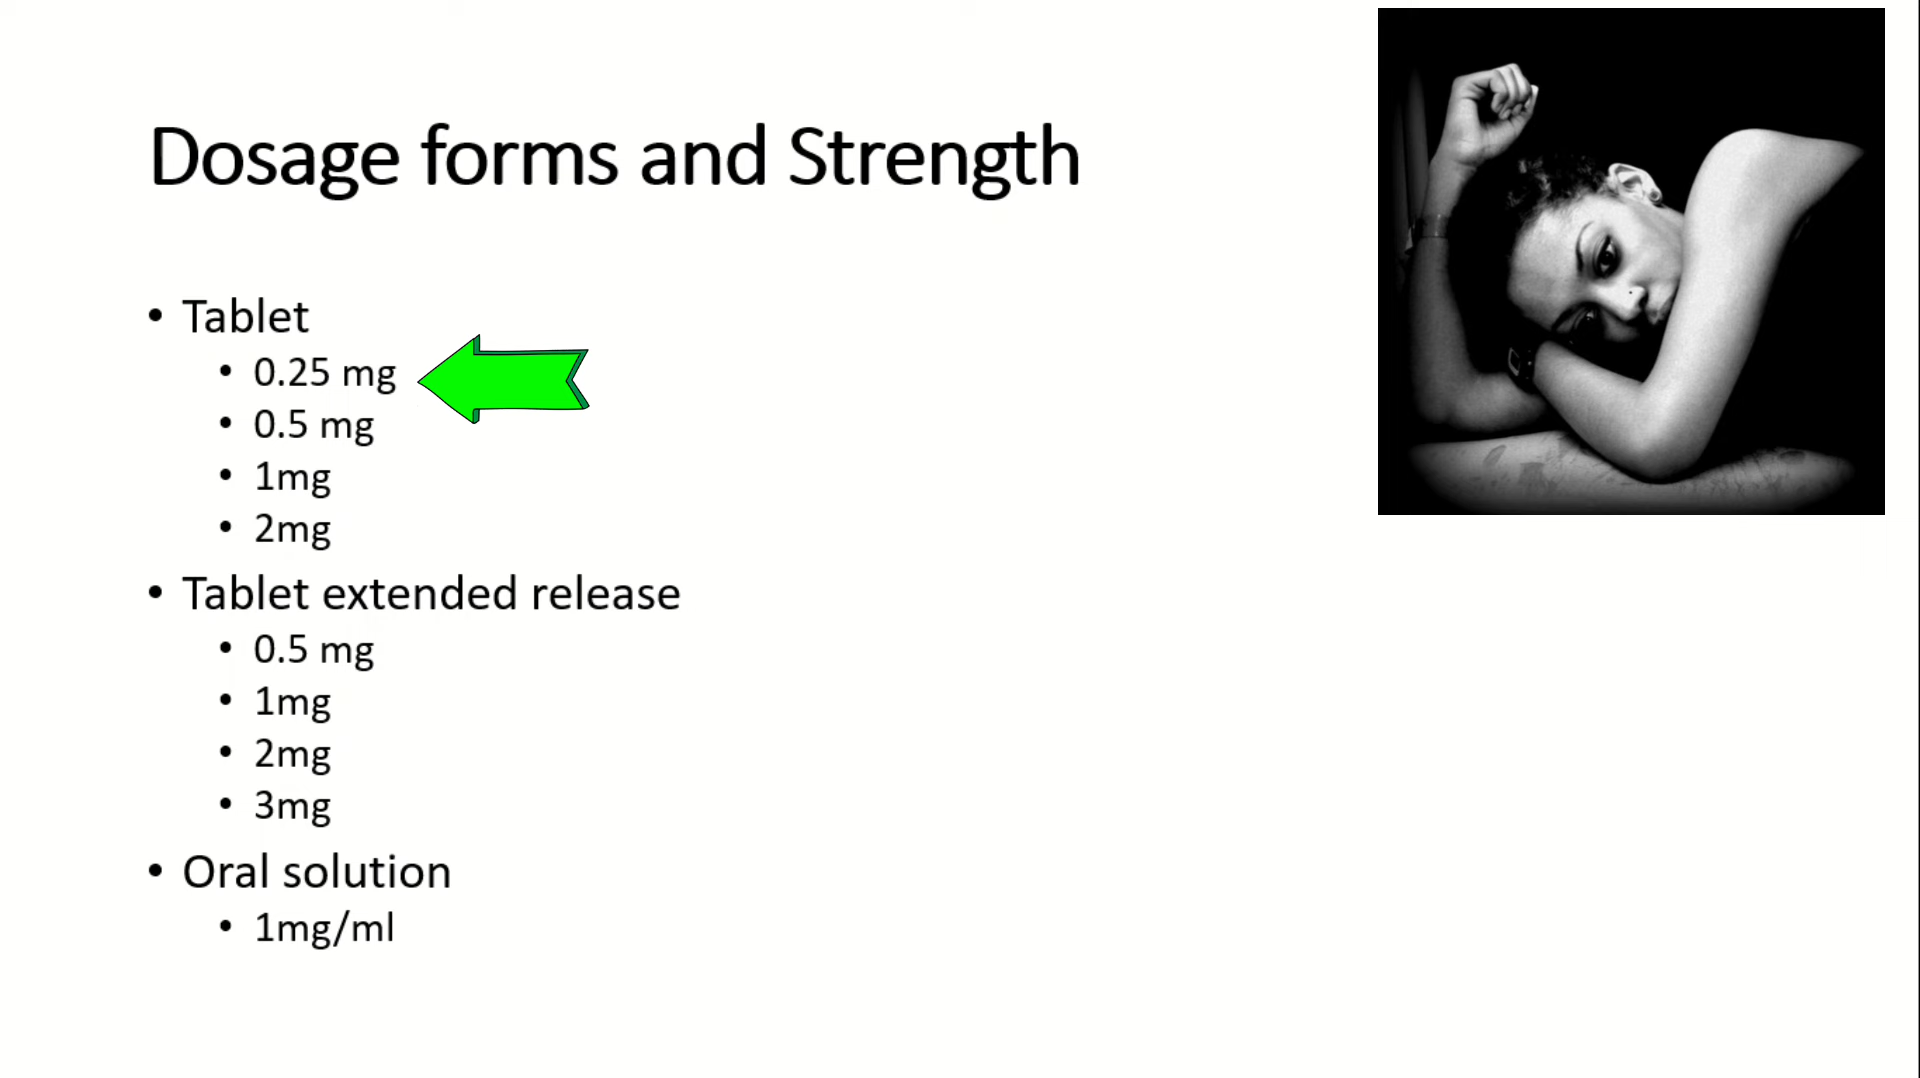 Dosage forms and Strength
• Tablet
• 0.25 mg
• 0.5 mg
• 1mg
• 2mg
• Tablet extended release
• 0.5 mg
• 1mg
• 2mg
• 3mg
• Oral solution
• 1mg/ml